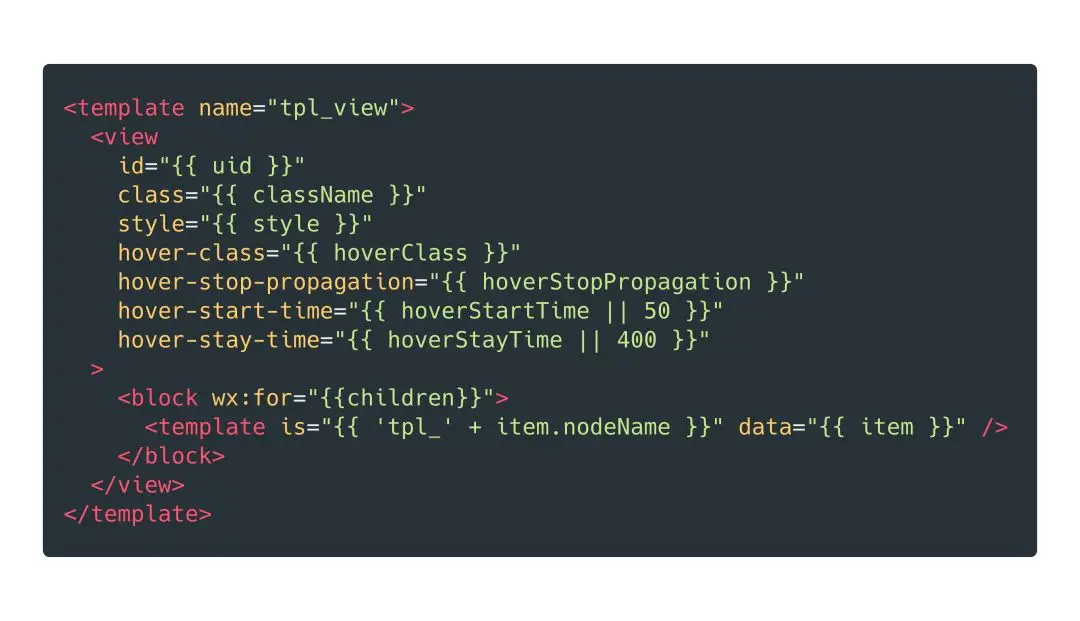 <template name="tpl_view">
  <view
    id="{{ uid }}"
    class="{{ className }}"
    style="{{ style }}"
    hover-class="{{ hoverClass }}"
    hover-stop-propagation="{{ hoverStopPropagation }}"
    hover-start-time="{{ hoverStartTime || 50 }}"
    hover-stay-time="{{ hoverStayTime || 400 }}"
  >
    <block wx:for="{{children}}">
      <template is="{{ 'tpl_' + item.nodeName }}" data="{{ item }}" />
    </block>
  </view>
</template>